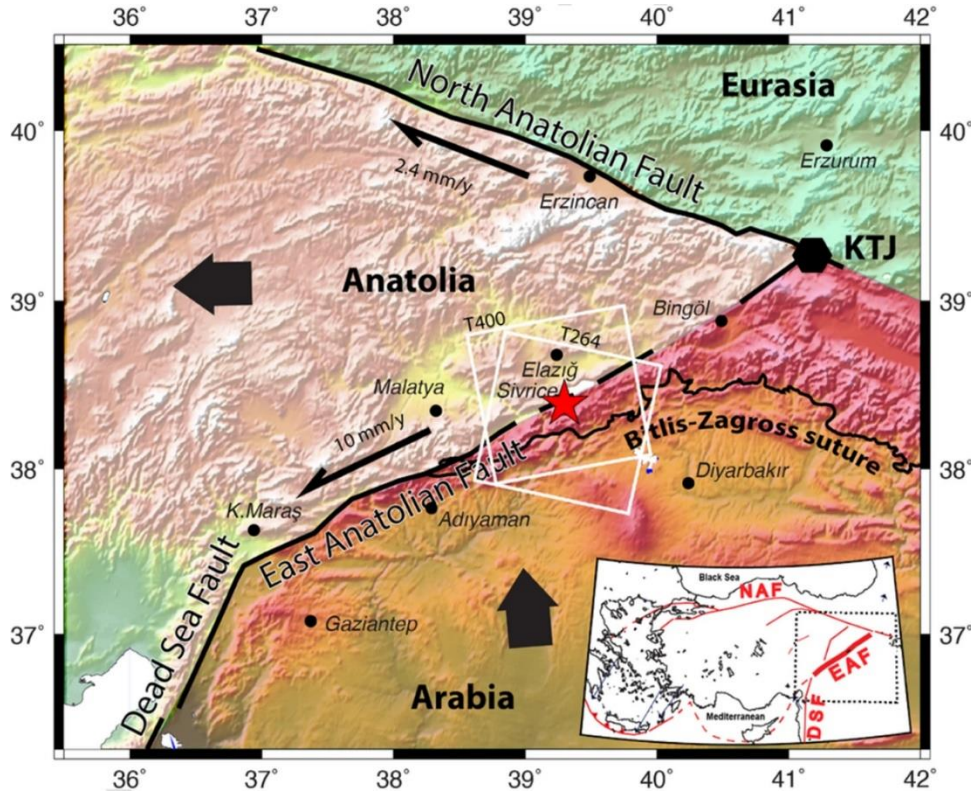 36° 37° 38° 39° 40° 41° 42°
North Anatolian Fault
Eurasia
40°
40°
Erzurum
2.4 mm/y
Erzincan
KTJ
Anatolia
39°
39°
Bingöl
T400
T264
Elazığ
Sivrice
Malatya
10 mm/y
Bitlis-Zagross suture
38°
38°
Diyarbakır
K.Maraş
Adıyaman
East Anatolian Fault
Dead Sea Fault
Black Sea
NAF
37°
37°
Gaziantep
EAF
Arabia
Mediterranean
DSF
36° 37° 38° 39° 40° 41° 42°